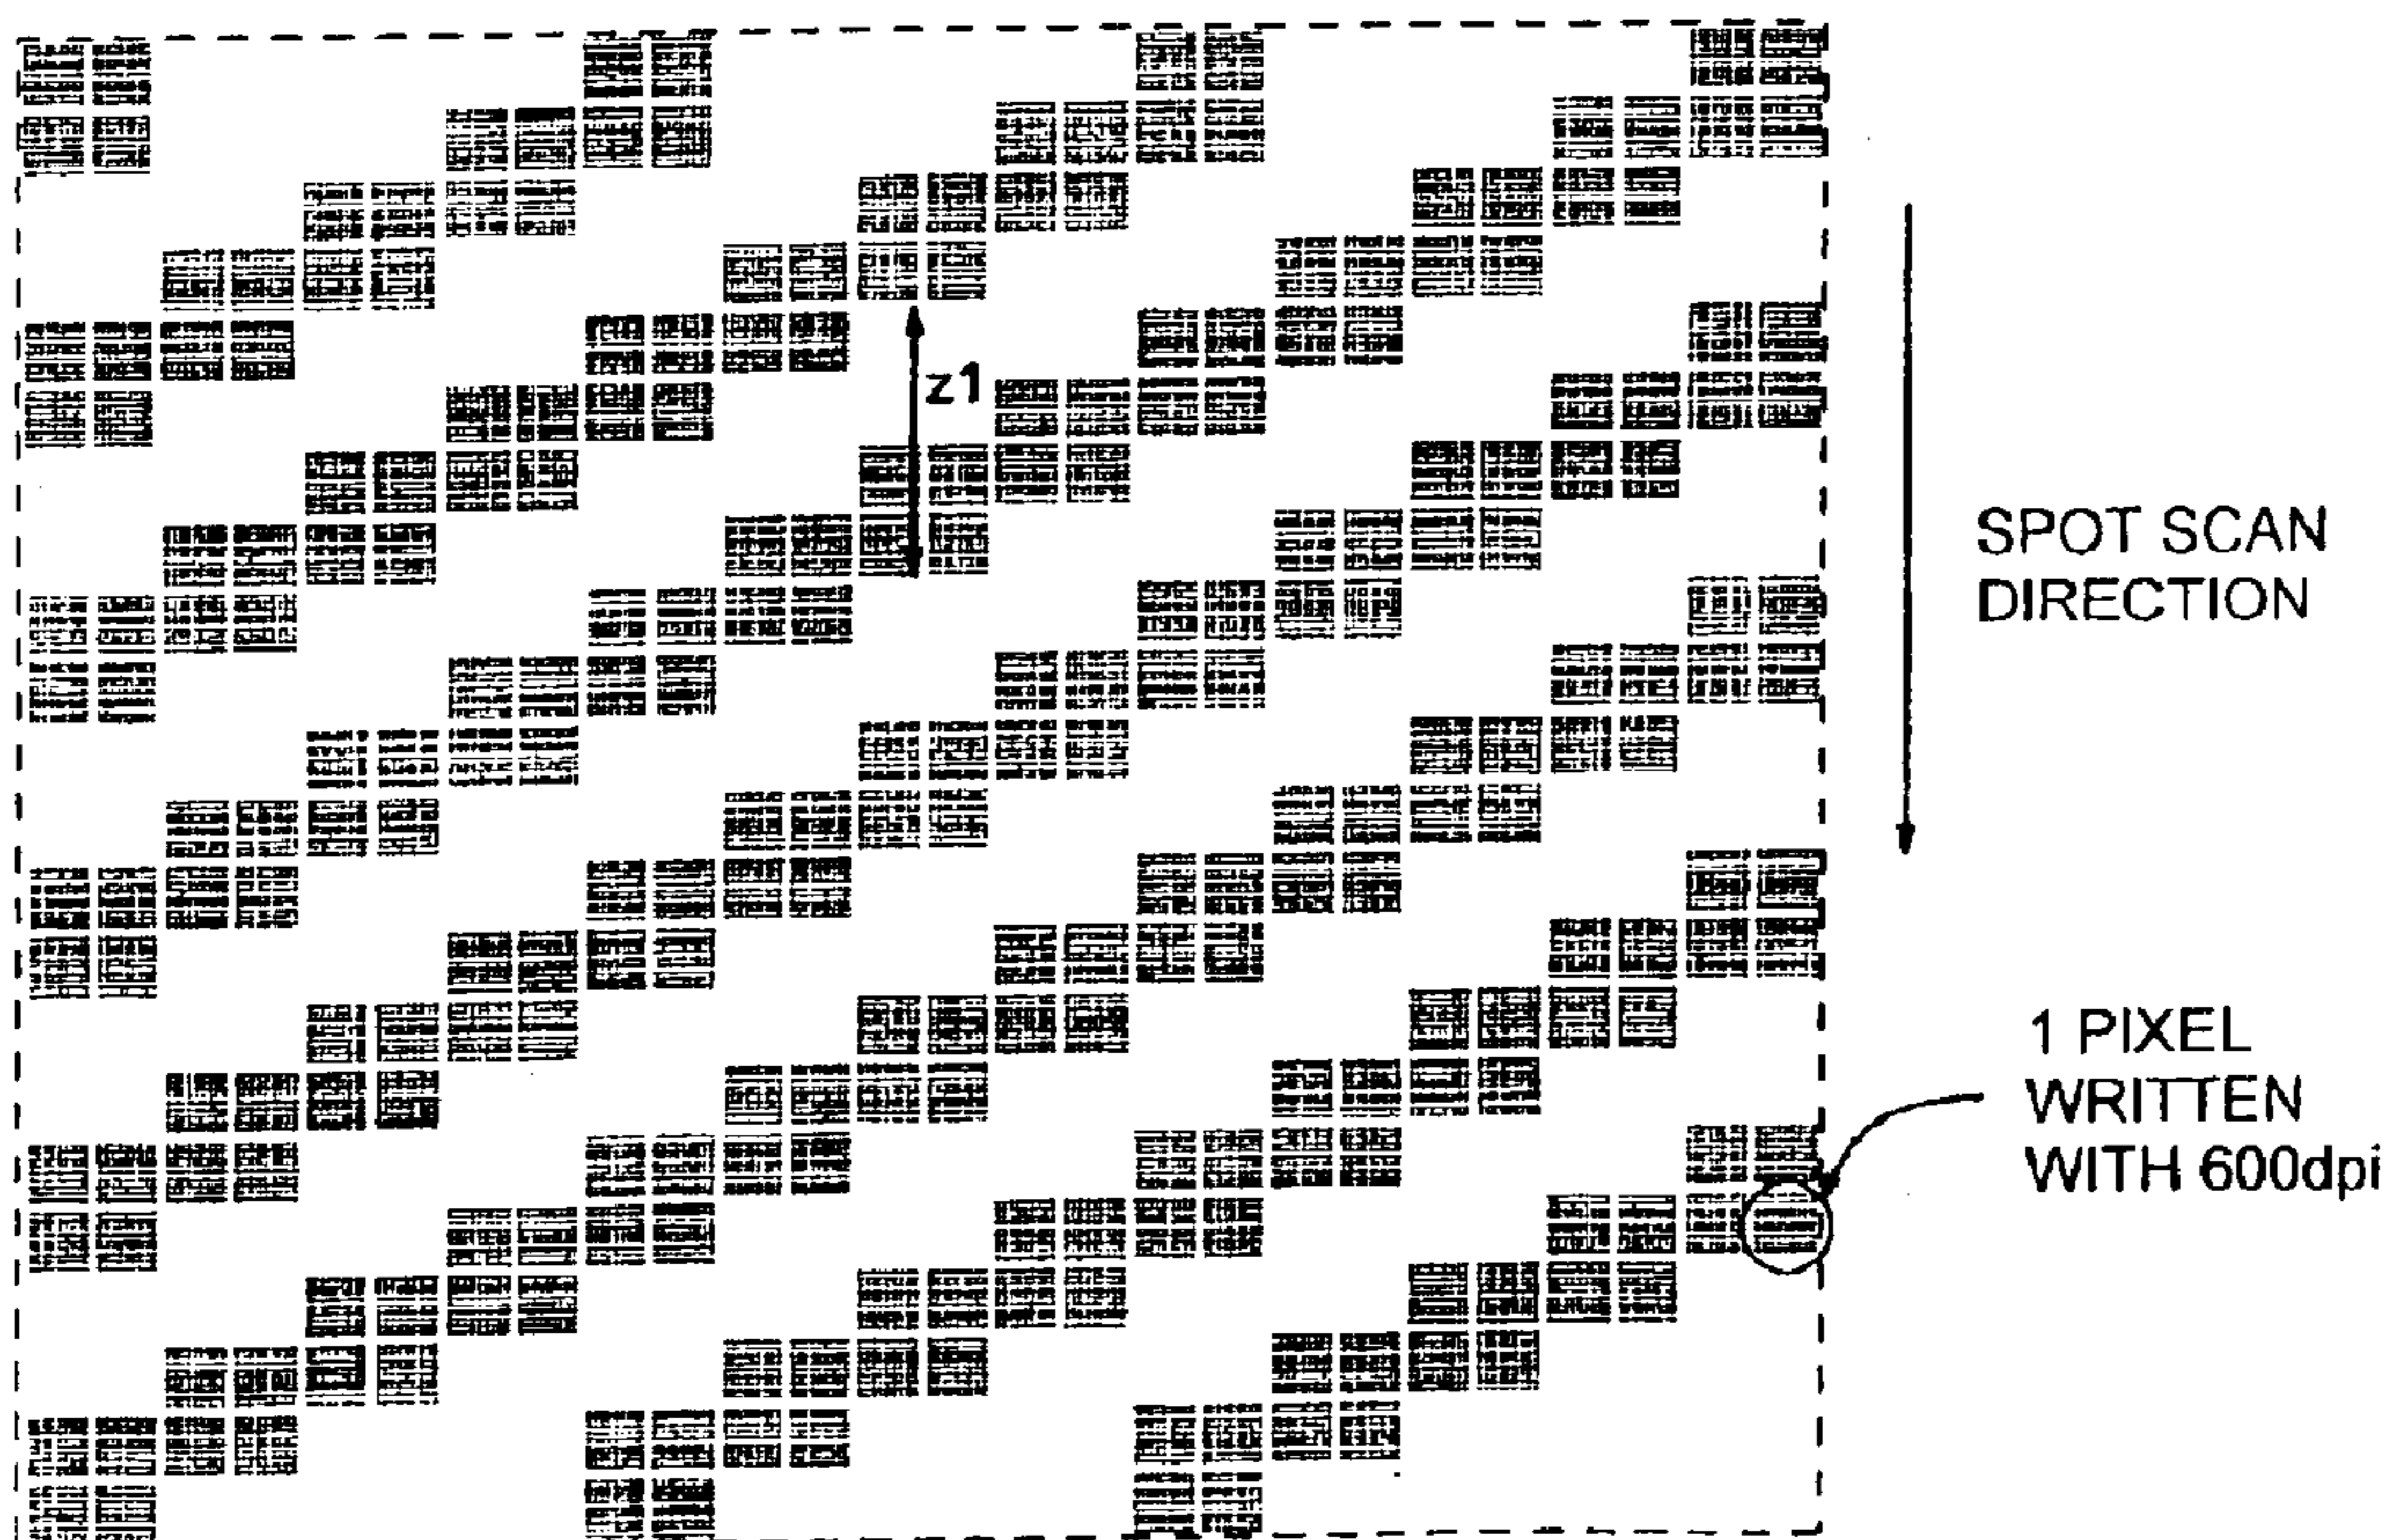 z1
SPOT SCAN
DIRECTION
1 PIXEL
WRITTEN
WITH 600dpi